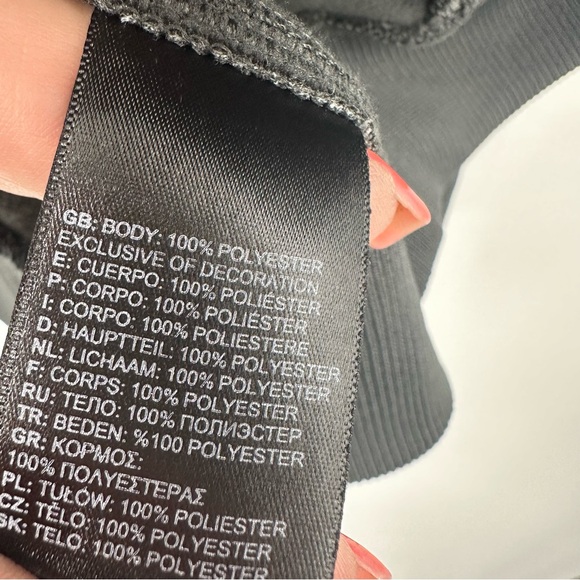 GB: BODY: 100% POLYESTER
EXCLUSIVE OF DECORATION
E: CUERPO: 100% POLIÉSTER
P: CORPO: 100% POLIÉSTER
I: CORPO: 100% POLIESTERE
D: HAUPTTEIL: 100% POLYESTER
NL: LICHAAM: 100% POLYESTER
F: CORPS: 100% POLYESTER
RU: ТЕЛО: 100% ПОЛИЭСТЕР
TR: BEDEN: %100 POLYESTER
GR: ΚΟΡΜΟΣ:
100% ΠΟΛΥΕΣΤΕΡΑΣ
PL: TUŁÓW: 100% POLIESTER
CZ: TĚLO: 100% POLYESTER
SK: TELO: 100% POLYESTER